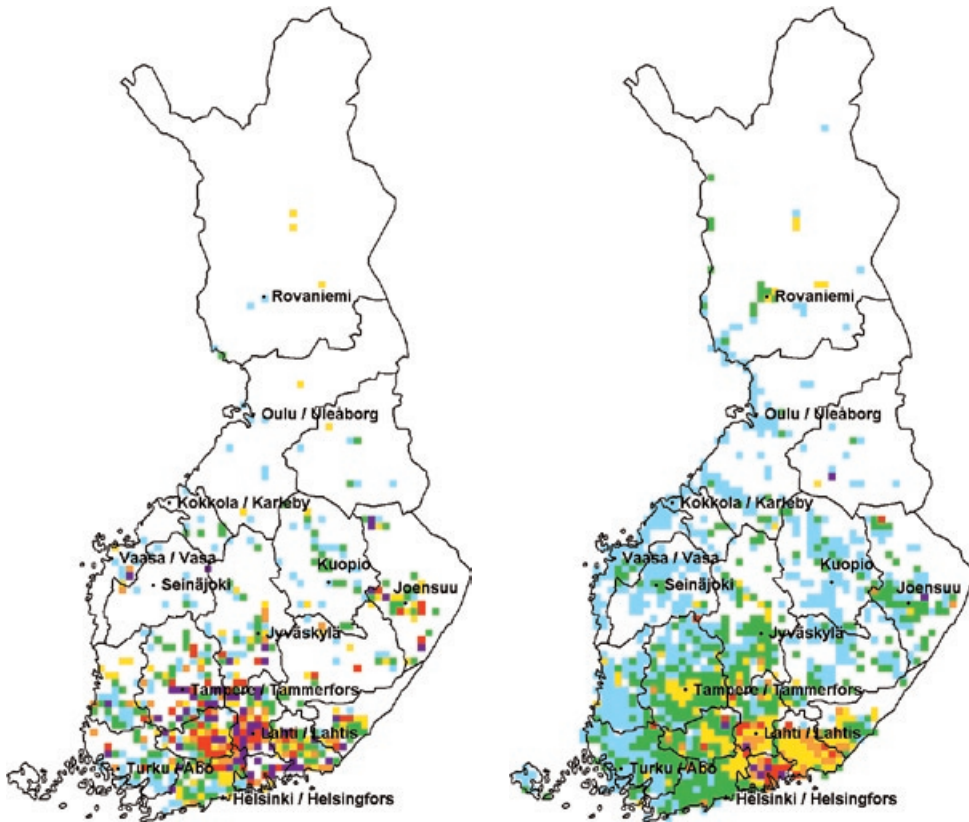 Rovaniemi
Oulu / Uleåborg
Kokkola / Karleby
Vaasa / Vasa
Kuopio
Seinäjoki
Joensuu
Jyväskylä
Tampere / Tammerfors
Lahti / Lahtis
Turku / Åbo
Helsinki / Helsingfors
Rovaniemi
Oulu / Uleåborg
Kokkola / Karleby
Vaasa / Vasa
Kuopio
Seinäjoki
Joensuu
Jyväskylä
Tampere / Tammerfors
Lahti / Lahtis
Turku / Åbo
Helsinki / Helsingfors